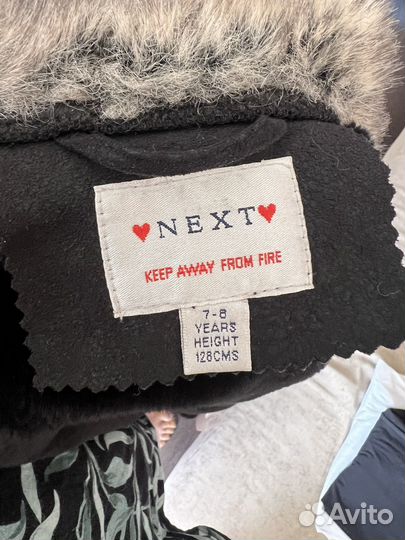 ♥NEXT♥
KEEP AWAY FROM FIRE
7-8
YEARS
HEIGHT
128CMS
Avito